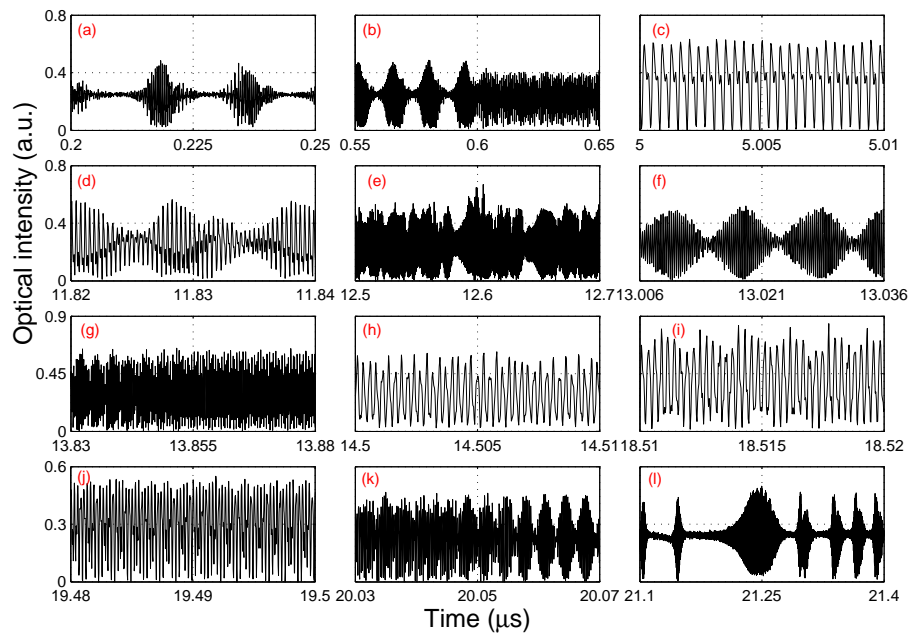 (a) (b) (c)
0.8
0.4
0
0.2 0.225 0.25 0.55 0.6 0.65 5 5.005 5.01
(d) (e) (f)
0.8
0.4
0
11.82 11.83 11.84 12.5 12.6 12.7 13.006 13.021 13.036
(g) (h) (i)
0.9
0.45
0
13.83 13.855 13.88 14.5 14.505 14.51 18.51 18.515 18.52
(j) (k) (l)
0.6
0.3
0
19.48 19.49 19.5 20.03 20.05 20.07 21.1 21.25 21.4
Optical intensity (a.u.)
Time (μs)